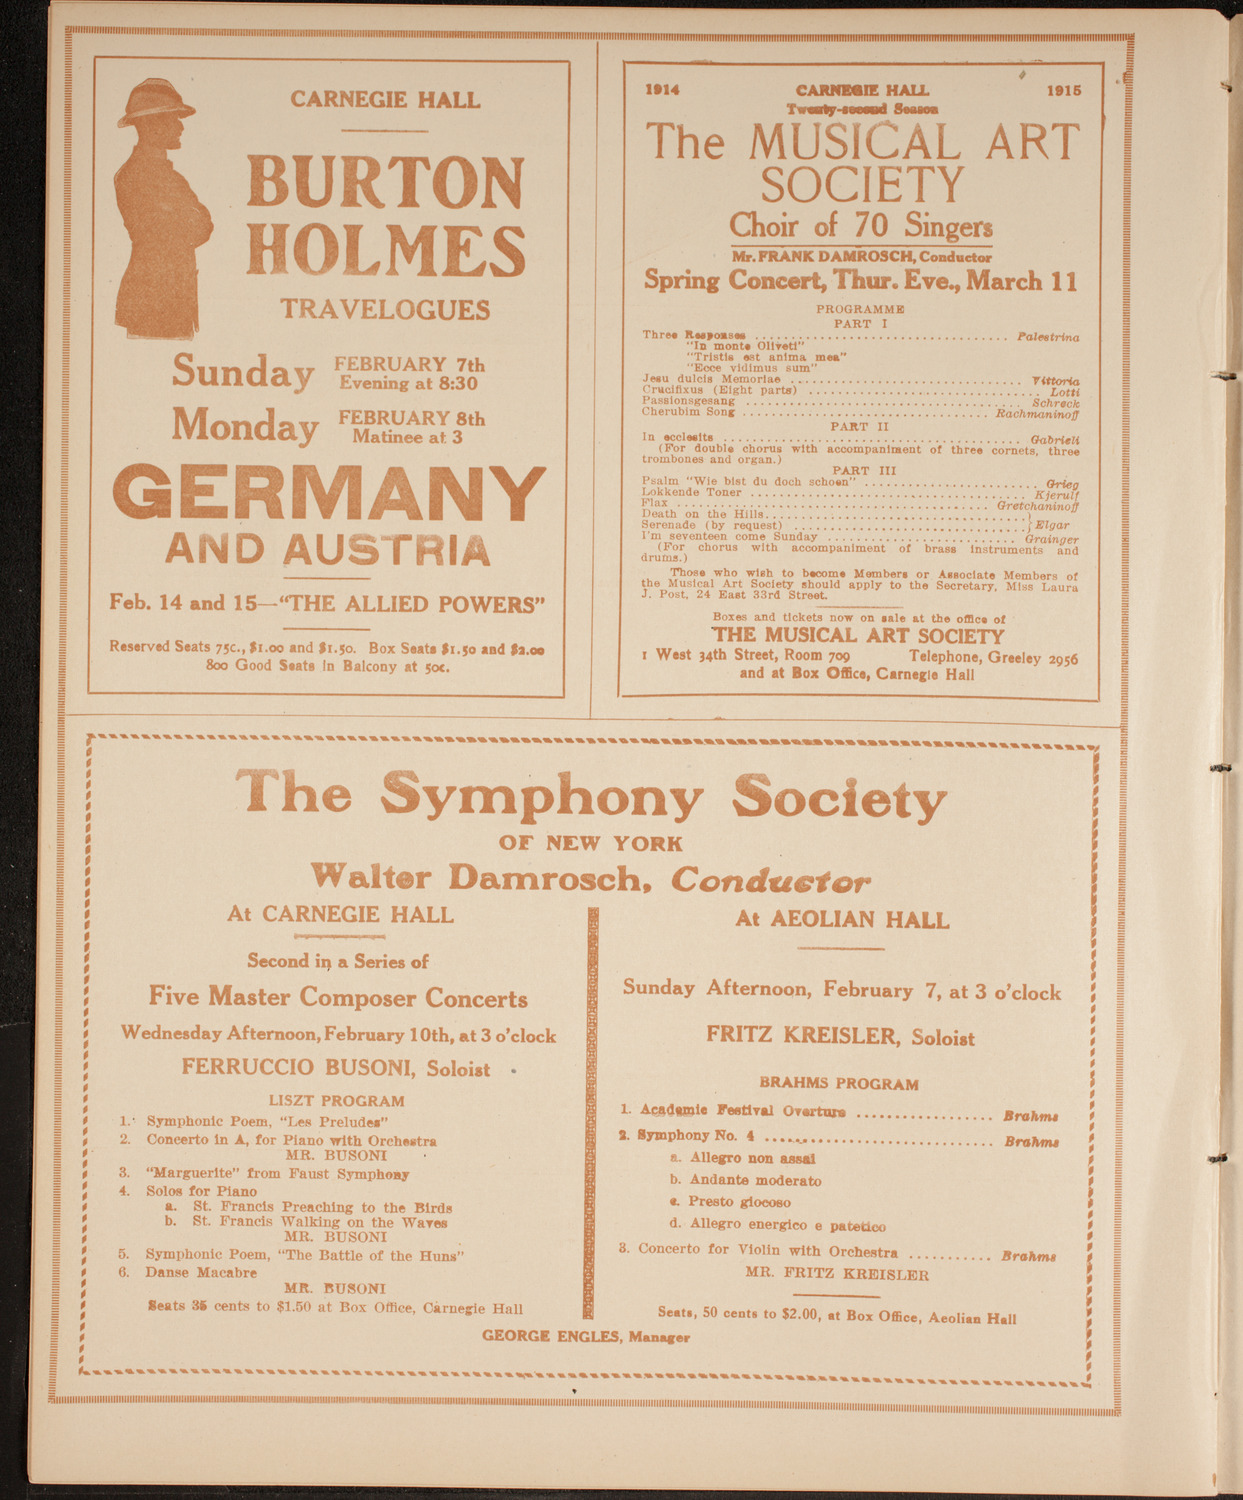 CARNEGIE HALL
BURTON
HOLMES
TRAVELOGUES
Sunday FEBRUARY 7th
Evening at 8:30
Monday FEBRUARY 8th
Matinee at 3
GERMANY
AND AUSTRIA
Feb. 14 and 15—"THE ALLIED POWERS"
Reserved Seats 75c., $1.00 and $1.50. Box Seats $1.50 and $2.00
800 Good Seats in Balcony at 50c.
1914 CARNEGIE HALL 1915
Twenty-second Season
The MUSICAL ART
SOCIETY
Choir of 70 Singers
Mr. FRANK DAMROSCH, Conductor
Spring Concert, Thur. Eve., March 11
PROGRAMME
PART I
Three Responses ... Palestrina
"In monte Oliveti"
"Tristis est anima mea"
"Ecce vidimus sum"
Jesu dulcis Memoriae ... Vittoria
Crucifixus (Eight parts) ... Lotti
Passionsgesang ... Schreck
Cherubim Song ... Rachmaninoff
PART II
In ecclesits ... Gabrieli
(For double chorus with accompaniment of three cornets, three
trombones and organ.)
PART III
Psalm "Wie bist du doch schoen" ... Grieg
Lokkende Toner ... Kjerulf
Flax ... Gretchaninoff
Death on the Hills ...
Serenade (by request) ... } Elgar
I'm seventeen come Sunday ... Grainger
(For chorus with accompaniment of brass instruments and
drums.)
Those who wish to become Members or Associate Members of
the Musical Art Society should apply to the Secretary, Miss Laura
J. Post, 24 East 33rd Street.
Boxes and tickets now on sale at the office of
THE MUSICAL ART SOCIETY
1 West 34th Street, Room 709 Telephone, Greeley 2956
and at Box Office, Carnegie Hall
The Symphony Society
OF NEW YORK
Walter Damrosch, Conductor
At CARNEGIE HALL
Second in a Series of
Five Master Composer Concerts
Wednesday Afternoon, February 10th, at 3 o'clock
FERRUCCIO BUSONI, Soloist
LISZT PROGRAM
1. Symphonic Poem, "Les Preludes"
2. Concerto in A, for Piano with Orchestra
MR. BUSONI
3. "Marguerite" from Faust Symphony
4. Solos for Piano
a. St. Francis Preaching to the Birds
b. St. Francis Walking on the Waves
MR. BUSONI
5. Symphonic Poem, "The Battle of the Huns"
6. Danse Macabre
MR. BUSONI
Seats 35 cents to $1.50 at Box Office, Carnegie Hall
At AEOLIAN HALL
Sunday Afternoon, February 7, at 3 o'clock
FRITZ KREISLER, Soloist
BRAHMS PROGRAM
1. Academic Festival Overture ... Brahms
2. Symphony No. 4 ... Brahms
a. Allegro non assai
b. Andante moderato
c. Presto giocoso
d. Allegro energico e patetico
3. Concerto for Violin with Orchestra ... Brahms
MR. FRITZ KREISLER
Seats, 50 cents to $2.00, at Box Office, Aeolian Hall
GEORGE ENGLES, Manager